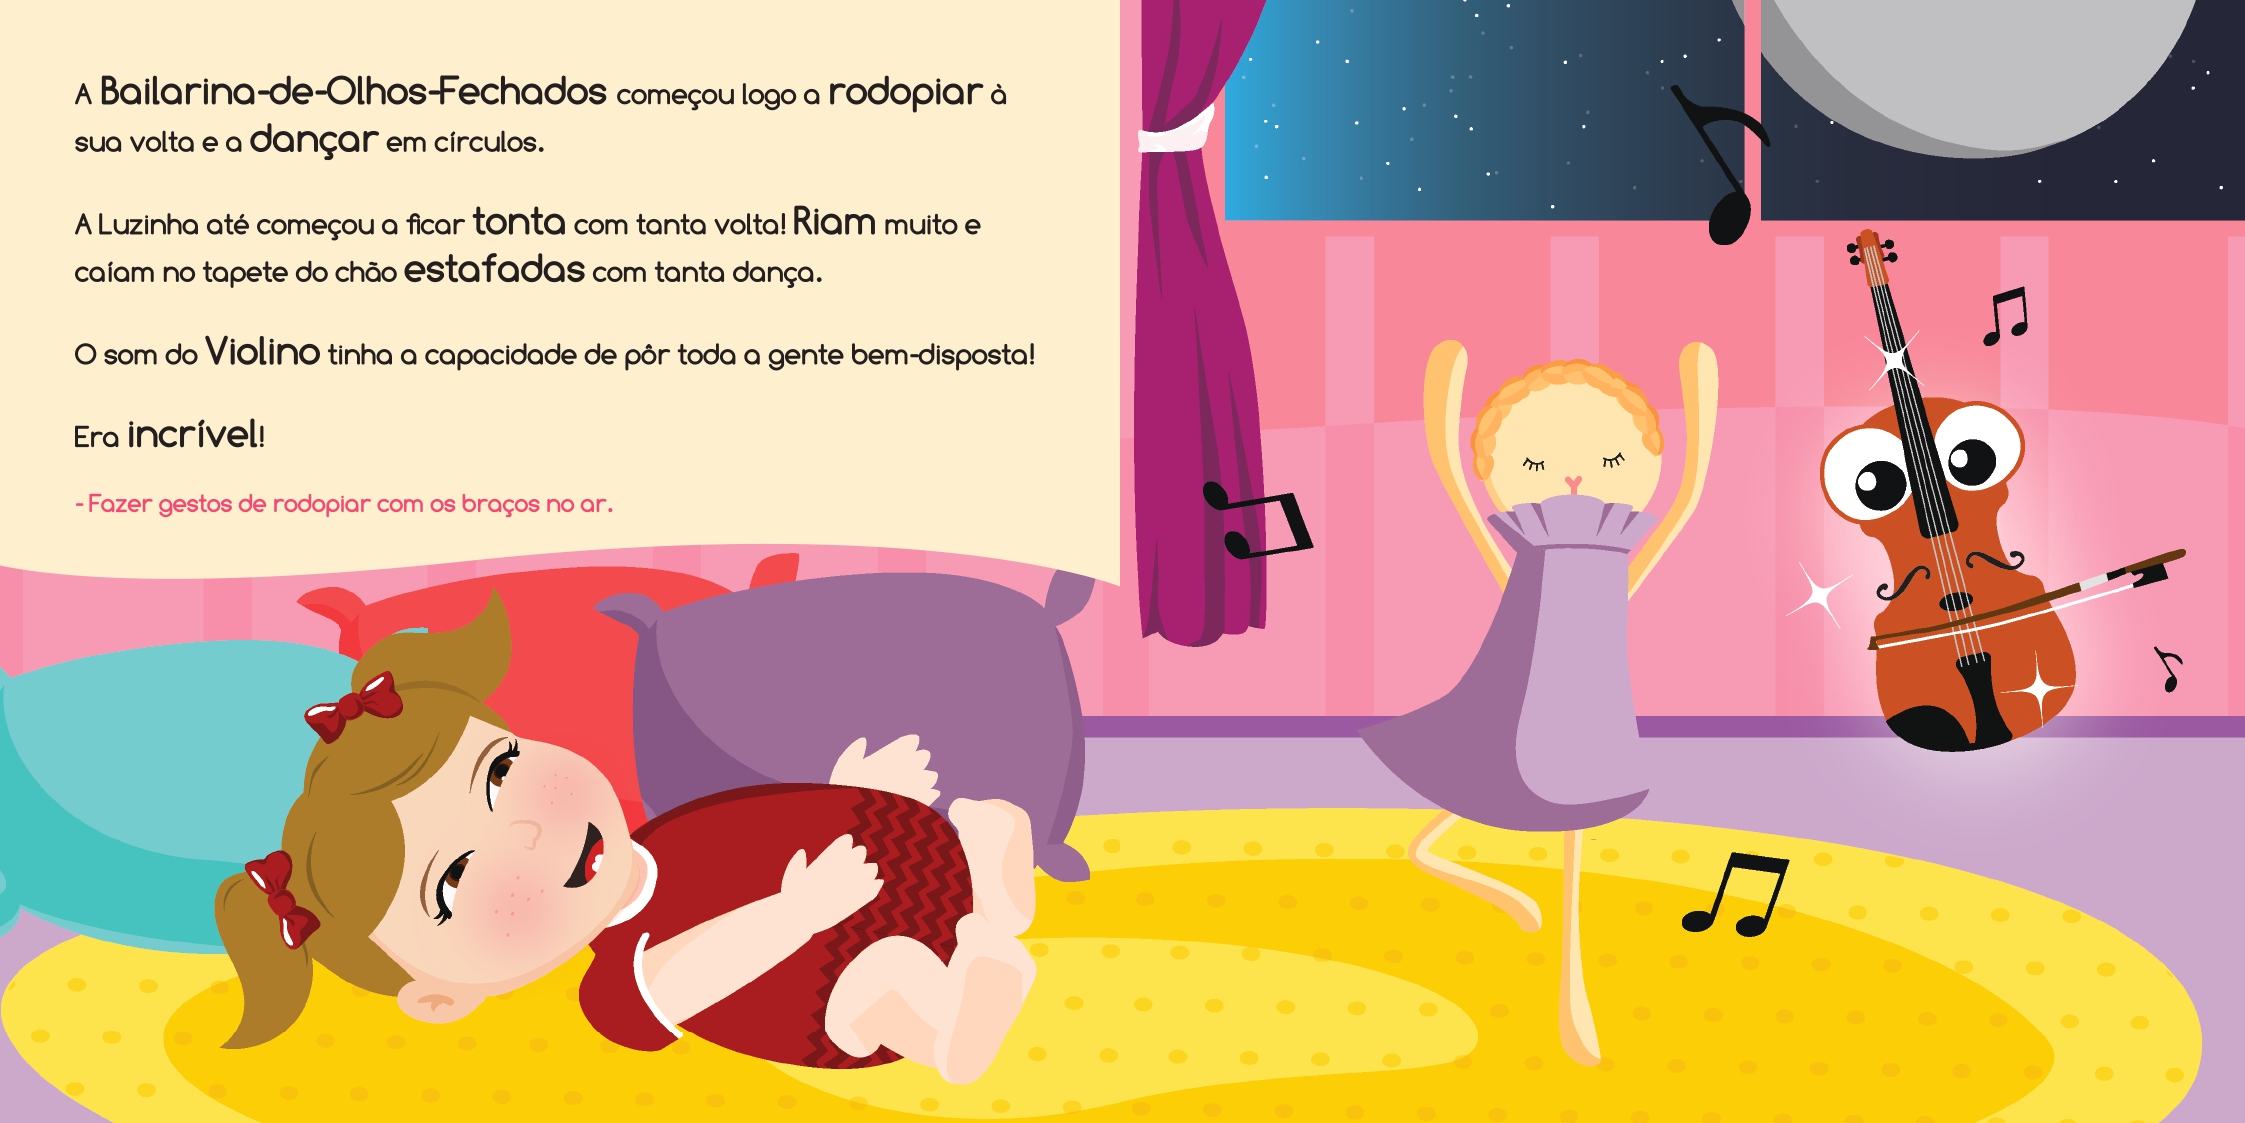 A Bailarina-de-Olhos-Fechados começou logo a rodopiar à
sua volta e a dançar em círculos.
A Luzinha até começou a ficar tonta com tanta volta! Riam muito e
caíam no tapete do chão estafadas com tanta dança.
O som do Violino tinha a capacidade de pôr toda a gente bem-disposta!
Era incrível!
- Fazer gestos de rodopiar com os braços no ar.